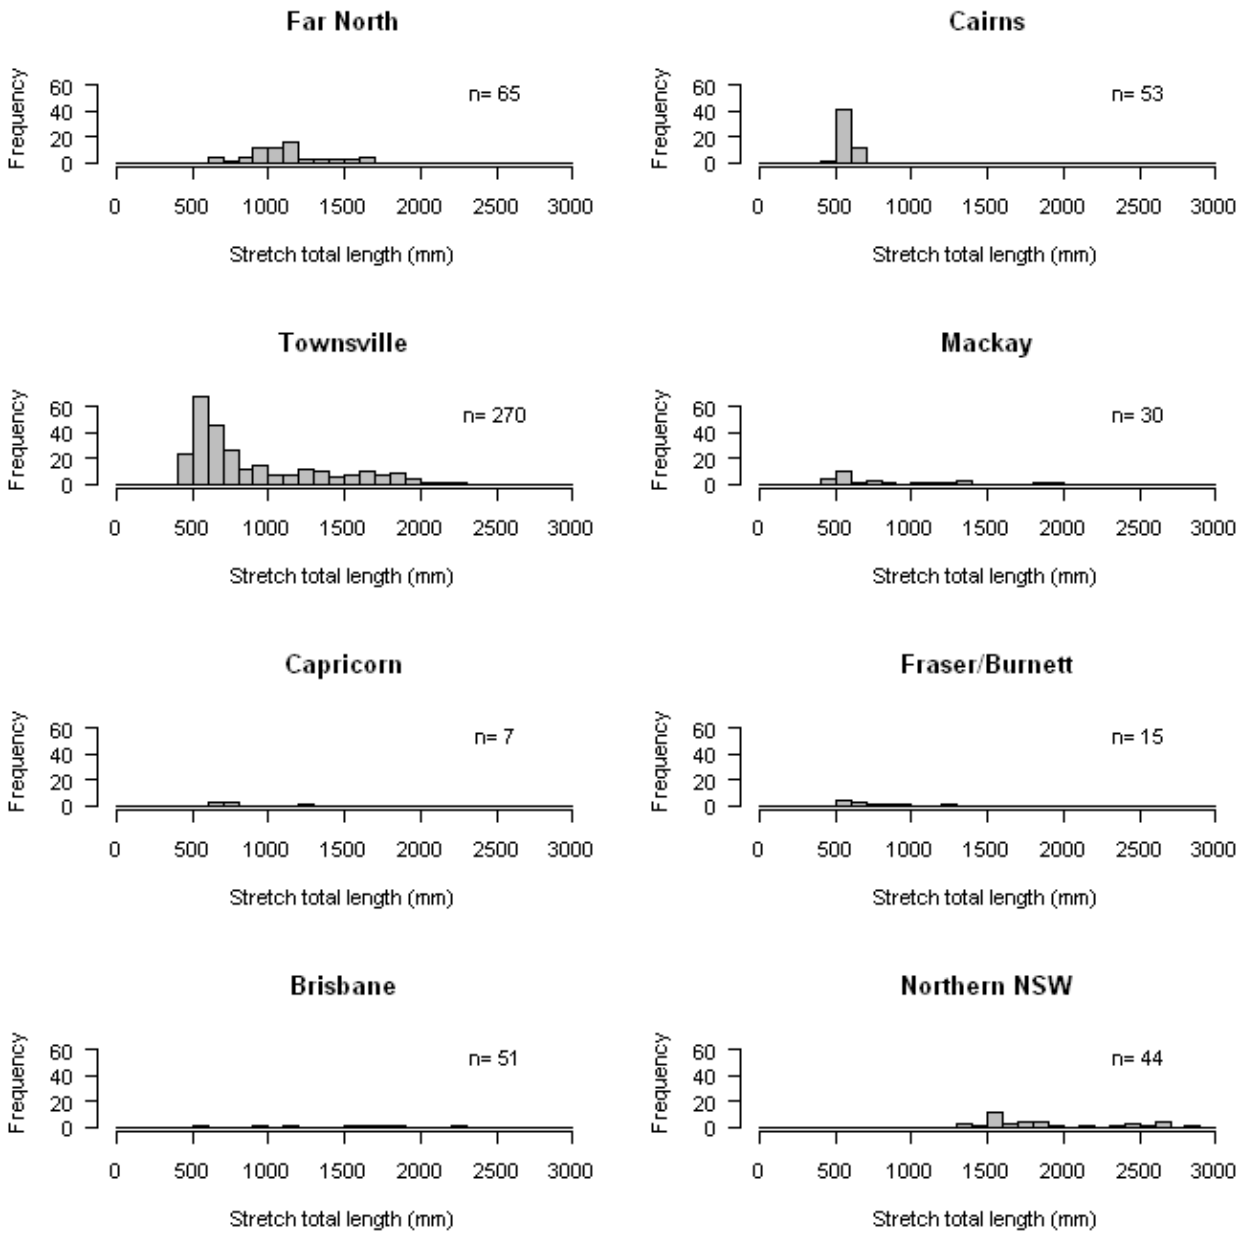 Far North
Frequency
60
40
20
0
n= 65
0 500 1000 1500 2000 2500 3000
Stretch total length (mm)
Cairns
Frequency
60
40
20
0
n= 53
0 500 1000 1500 2000 2500 3000
Stretch total length (mm)
Townsville
Frequency
60
40
20
0
n= 270
0 500 1000 1500 2000 2500 3000
Stretch total length (mm)
Mackay
Frequency
60
40
20
0
n= 30
0 500 1000 1500 2000 2500 3000
Stretch total length (mm)
Capricorn
Frequency
60
40
20
0
n= 7
0 500 1000 1500 2000 2500 3000
Stretch total length (mm)
Fraser/Burnett
Frequency
60
40
20
0
n= 15
0 500 1000 1500 2000 2500 3000
Stretch total length (mm)
Brisbane
Frequency
60
40
20
0
n= 51
0 500 1000 1500 2000 2500 3000
Stretch total length (mm)
Northern NSW
Frequency
60
40
20
0
n= 44
0 500 1000 1500 2000 2500 3000
Stretch total length (mm)